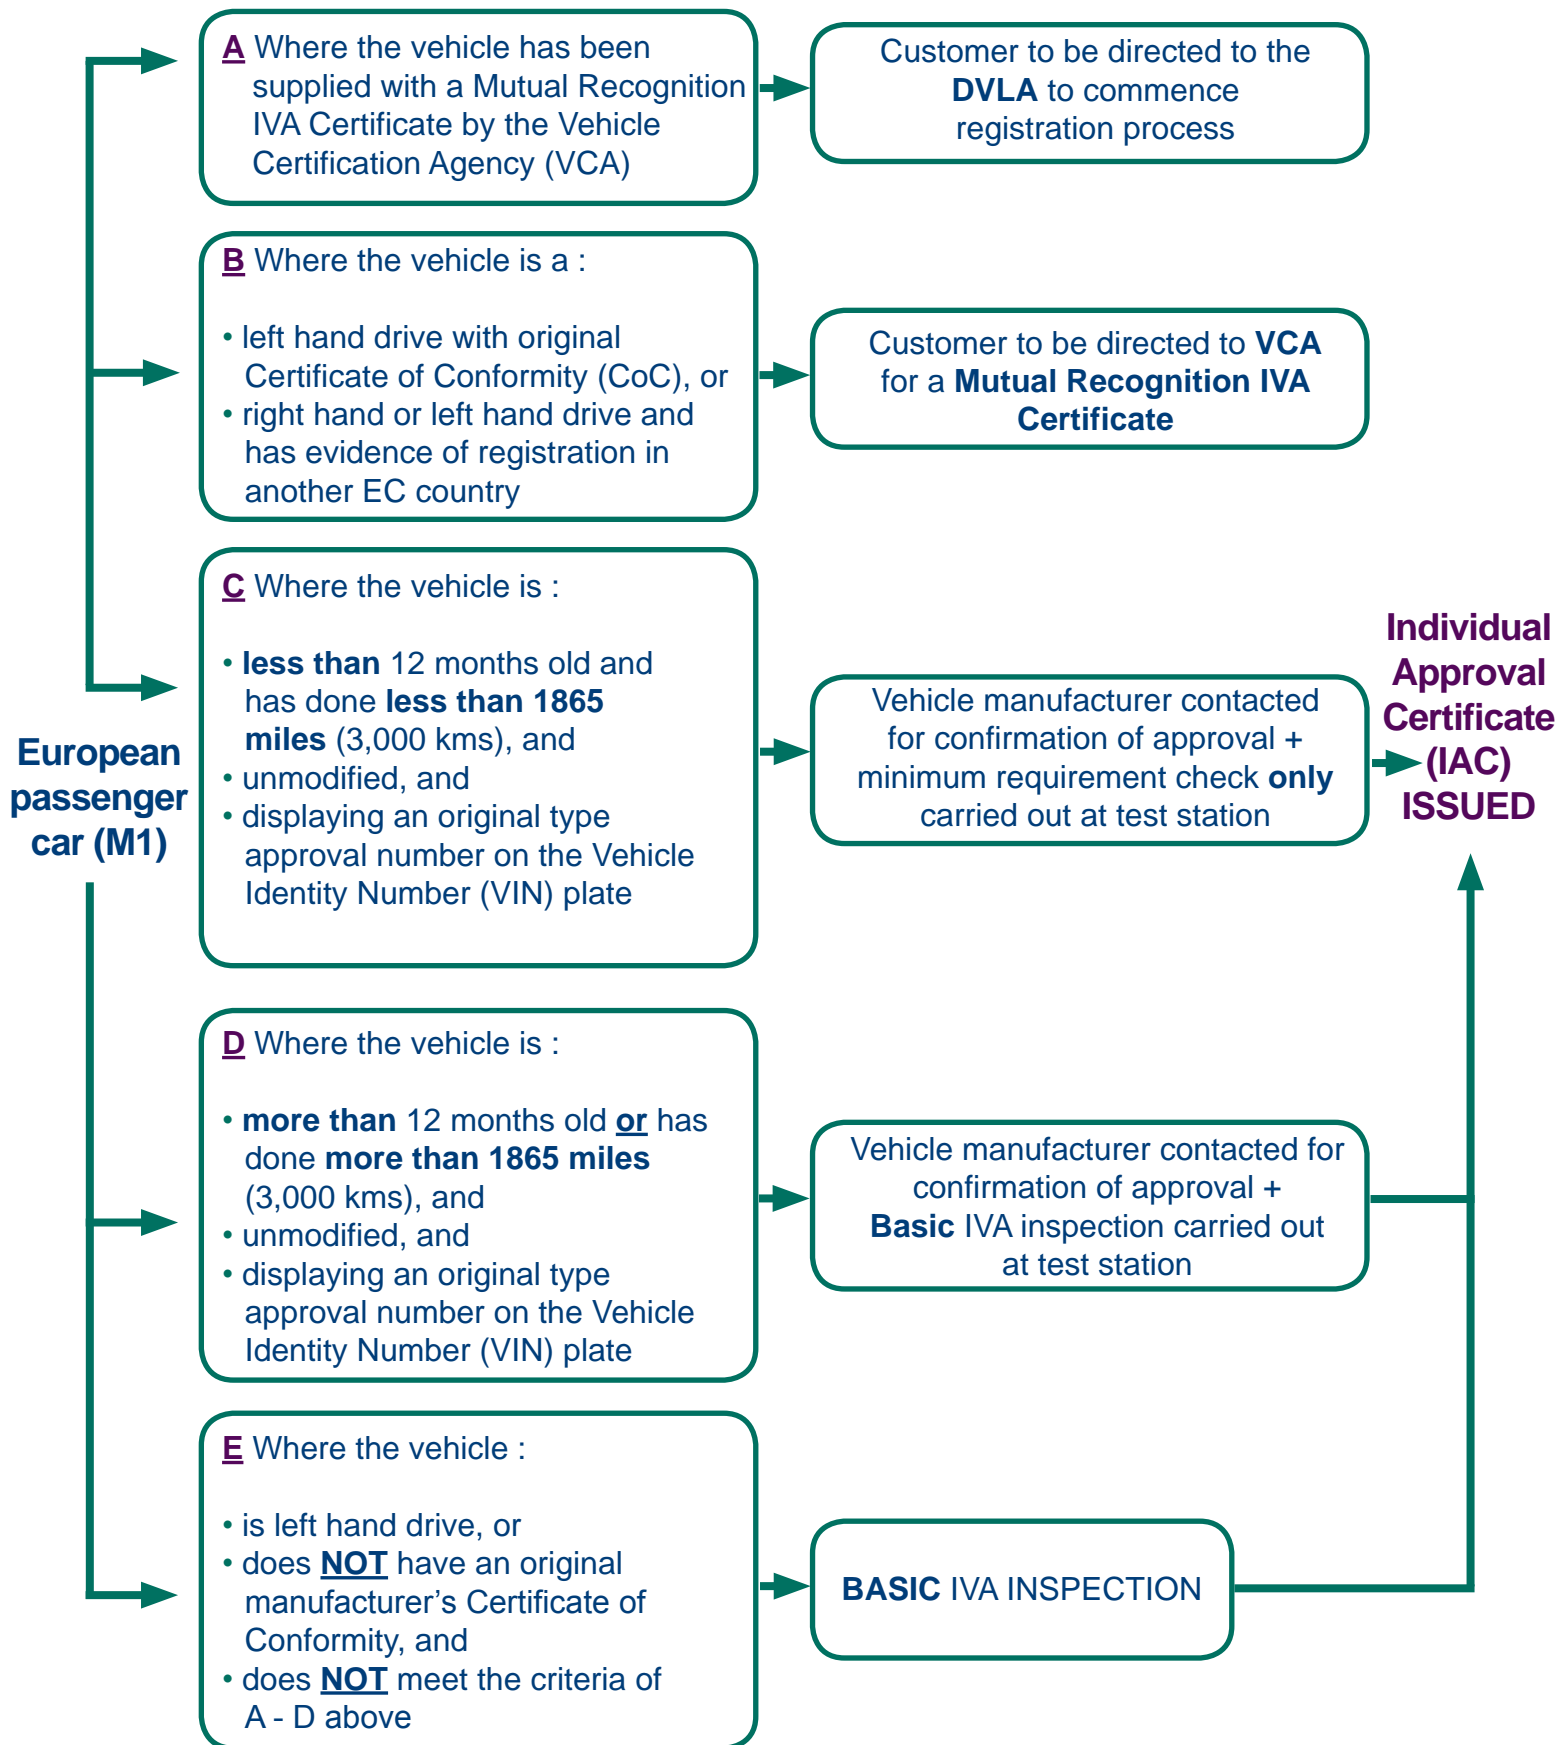 A Where the vehicle has been
supplied with a Mutual Recognition
IVA Certificate by the Vehicle
Certification Agency (VCA)
Customer to be directed to the
DVLA to commence
registration process
B Where the vehicle is a :
• left hand drive with original
Certificate of Conformity (CoC), or
• right hand or left hand drive and
has evidence of registration in
another EC country
Customer to be directed to VCA
for a Mutual Recognition IVA
Certificate
European
passenger
car (M1)
C Where the vehicle is :
• less than 12 months old and
has done less than 1865
miles (3,000 kms), and
• unmodified, and
• displaying an original type
approval number on the Vehicle
Identity Number (VIN) plate
Vehicle manufacturer contacted
for confirmation of approval +
minimum requirement check only
carried out at test station
Individual
Approval
Certificate
(IAC)
ISSUED
D Where the vehicle is :
• more than 12 months old or has
done more than 1865 miles
(3,000 kms), and
• unmodified, and
• displaying an original type
approval number on the Vehicle
Identity Number (VIN) plate
Vehicle manufacturer contacted for
confirmation of approval +
Basic IVA inspection carried out
at test station
E Where the vehicle :
• is left hand drive, or
• does NOT have an original
manufacturer’s Certificate of
Conformity, and
• does NOT meet the criteria of
A - D above
BASIC IVA INSPECTION